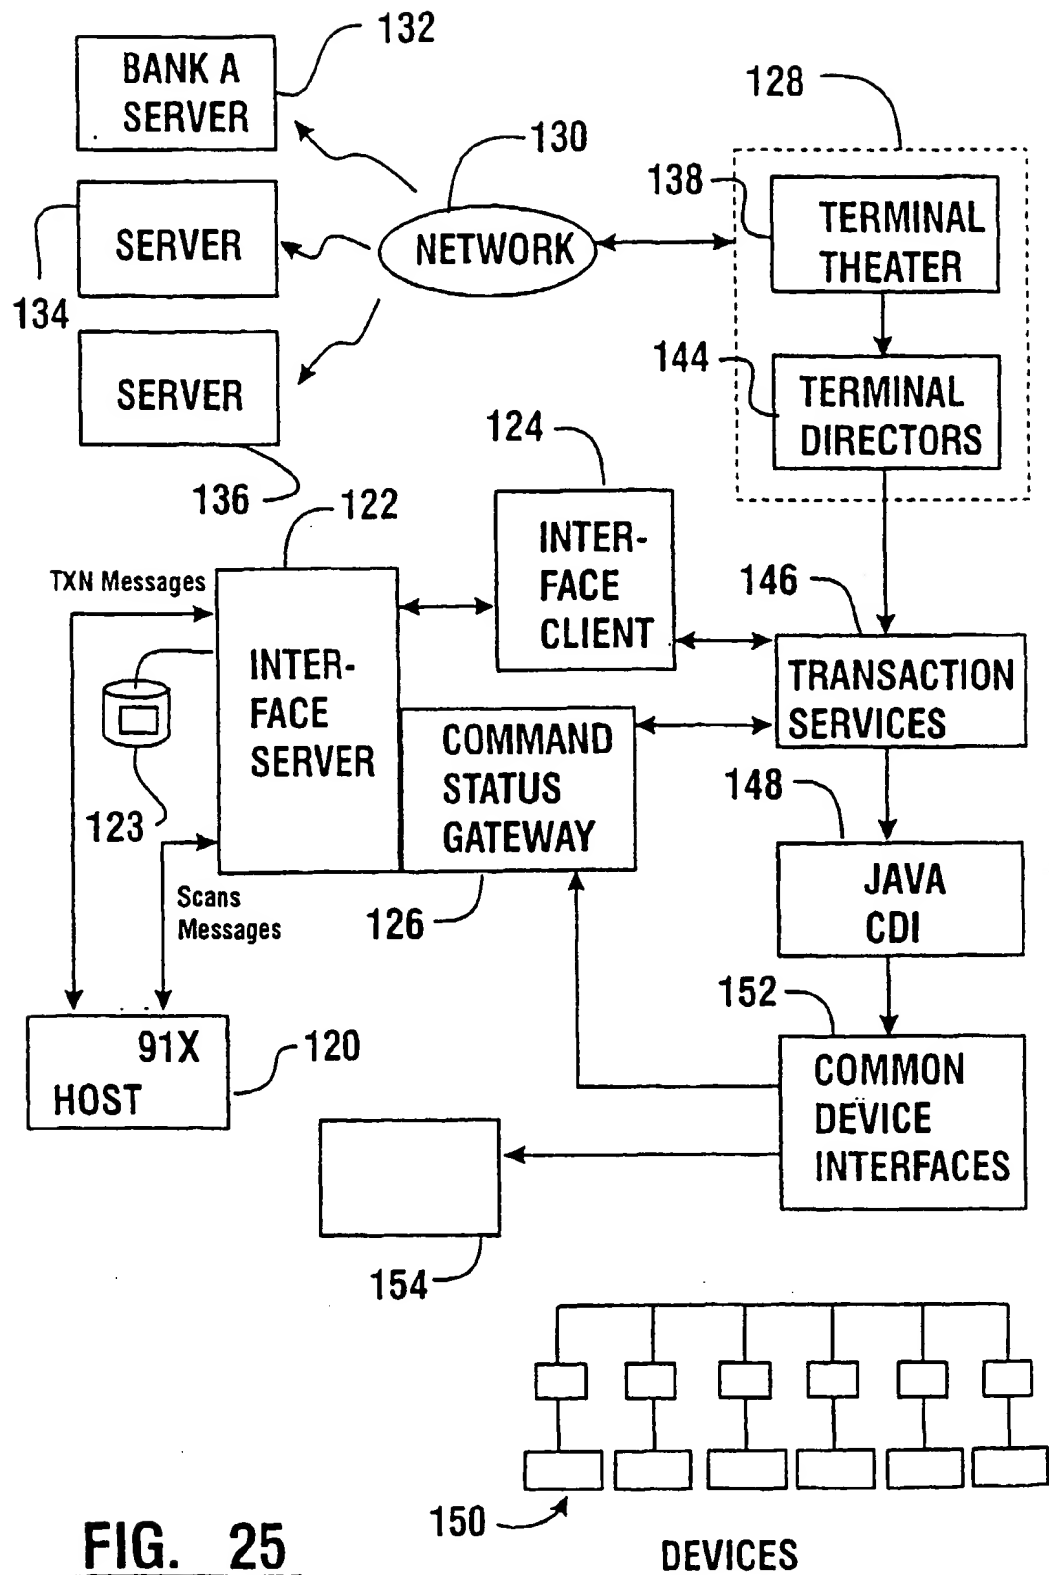 132
BANK A
SERVER
128
130
138
TERMINAL
THEATER
SERVER
NETWORK
134
144
TERMINAL
DIRECTORS
SERVER
124
136
122
INTER-
FACE
CLIENT
TXN Messages
146
INTER-
FACE
SERVER
TRANSACTION
SERVICES
COMMAND
STATUS
GATEWAY
123
148
JAVA
CDI
Scans
Messages
126
152
91X
HOST
120
COMMON
DEVICE
INTERFACES
154
150
DEVICES
FIG. 25